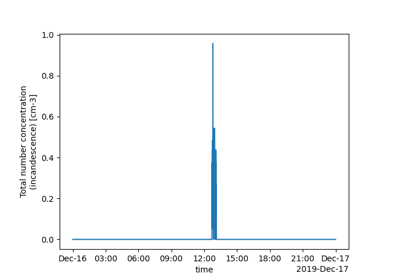 1.0
0.8
0.6
0.4
0.2
0.0
Total number concentration
(incandescence) [cm-3]
Dec-16 03:00 06:00 09:00 12:00 15:00 18:00 21:00 Dec-17
2019-Dec-17
time